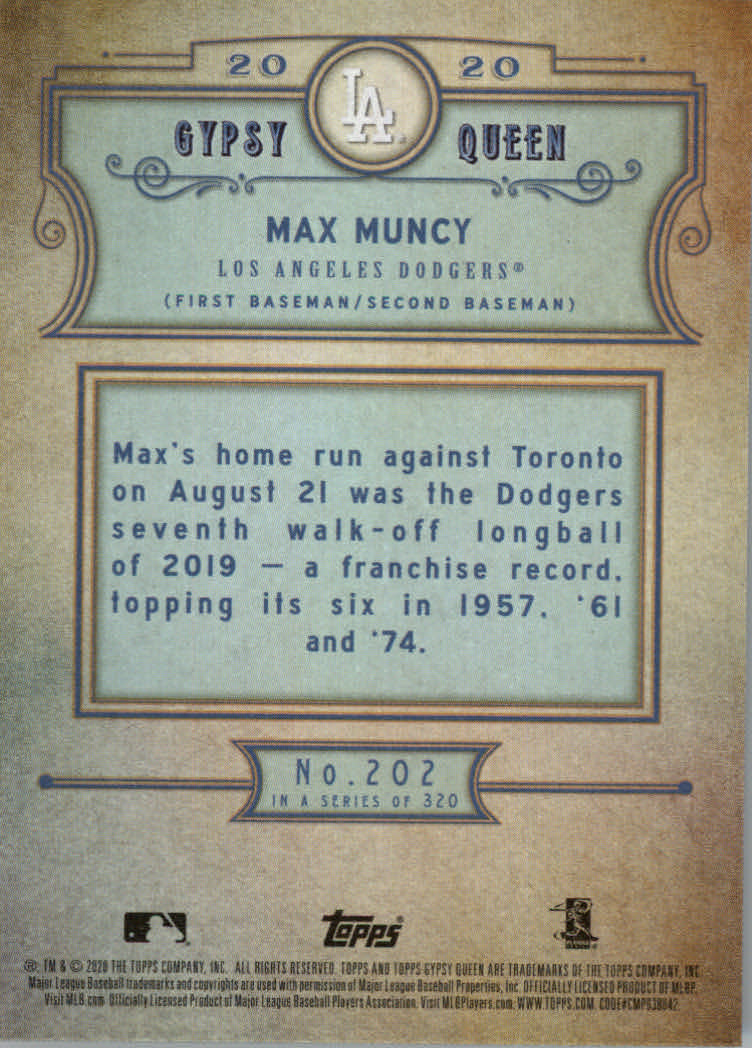 20 20
LA
GYPSY QUEEN
MAX MUNCY
LOS ANGELES DODGERS®
(FIRST BASEMAN/SECOND BASEMAN)
Max's home run against Toronto
on August 21 was the Dodgers
seventh walk-off longball
of 2019 — a franchise record,
topping its six in 1957, '61
and '74.
No.202
IN A SERIES OF 320
Topps®
®, TM & © 2020 THE TOPPS COMPANY, INC. ALL RIGHTS RESERVED. TOPPS AND TOPPS GYPSY QUEEN ARE TRADEMARKS OF THE TOPPS COMPANY, INC.
Major League Baseball trademarks and copyrights are used with permission of Major League Baseball Properties, Inc. OFFICIALLY LICENSED PRODUCT OF MLBP.
Visit MLB.com. Officially Licensed Product of Major League Baseball Players Association. Visit MLBPlayers.com. WWW.TOPPS.COM. CODE#CMP838042.